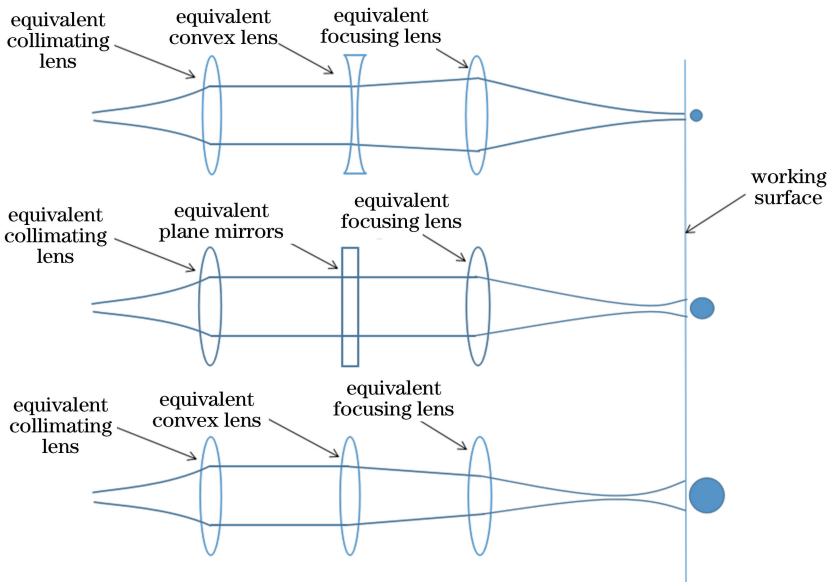 equivalent
collimating
lens
equivalent
convex lens
equivalent
focusing lens
working
surface
equivalent
collimating
lens
equivalent
plane mirrors
equivalent
focusing lens
equivalent
collimating
lens
equivalent
convex lens
equivalent
focusing lens